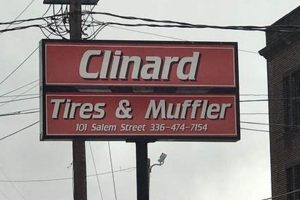 Clinard
Tires & Muffler
101 Salem Street 336-474-7154